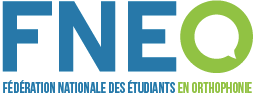 FNEO
FÉDÉRATION NATIONALE DES ÉTUDIANTS EN ORTHOPHONIE